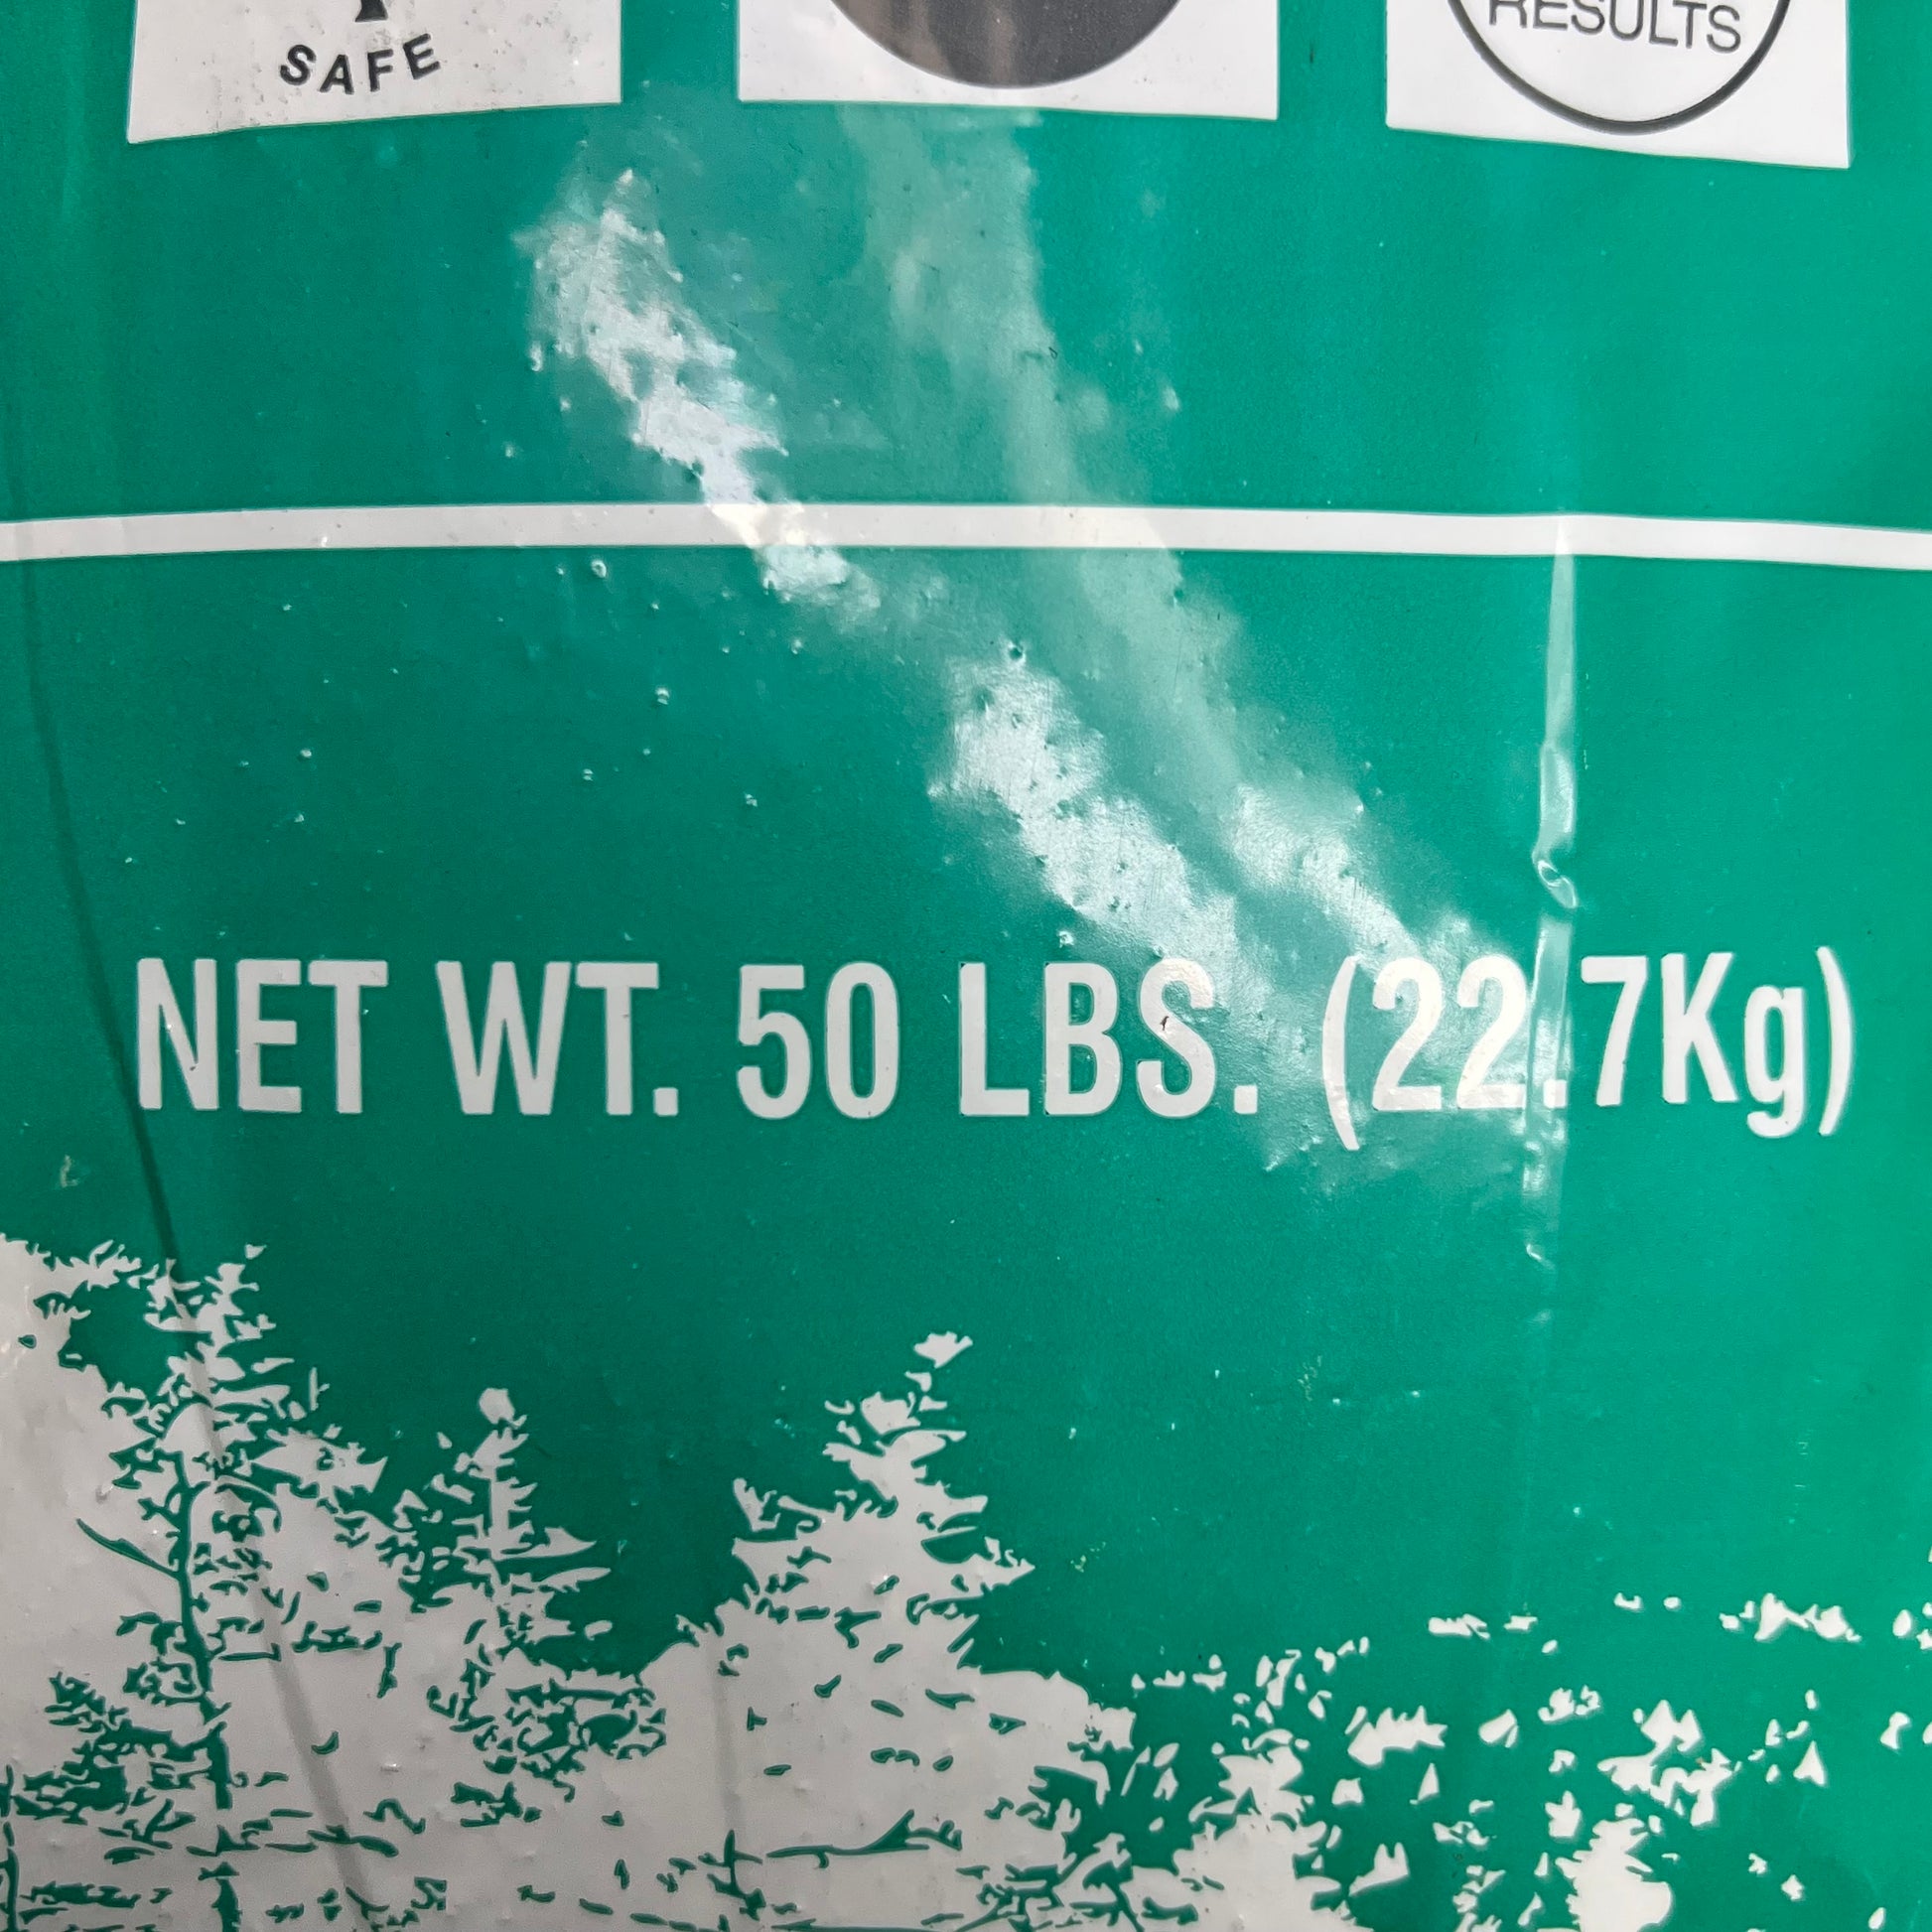 SAFE
RESULTS
NET WT. 50 LBS. (22.7Kg)